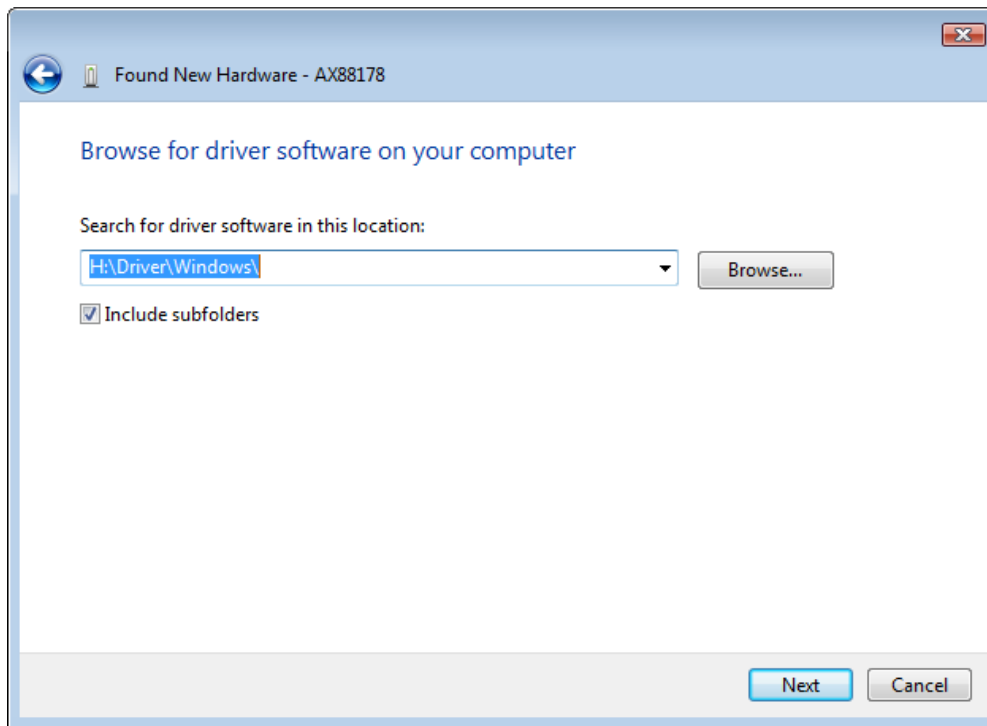 Found New Hardware - AX88178
Browse for driver software on your computer
Search for driver software in this location:
H:\Driver\Windows\
Browse...
Include subfolders
Next
Cancel